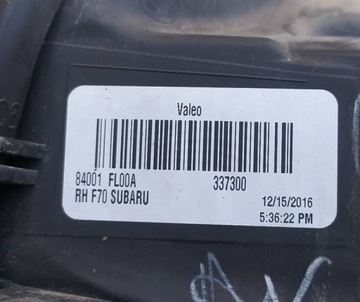 Valeo
84001 FL00A 337300
RH F70 SUBARU 12/15/2016
5:36:22 PM